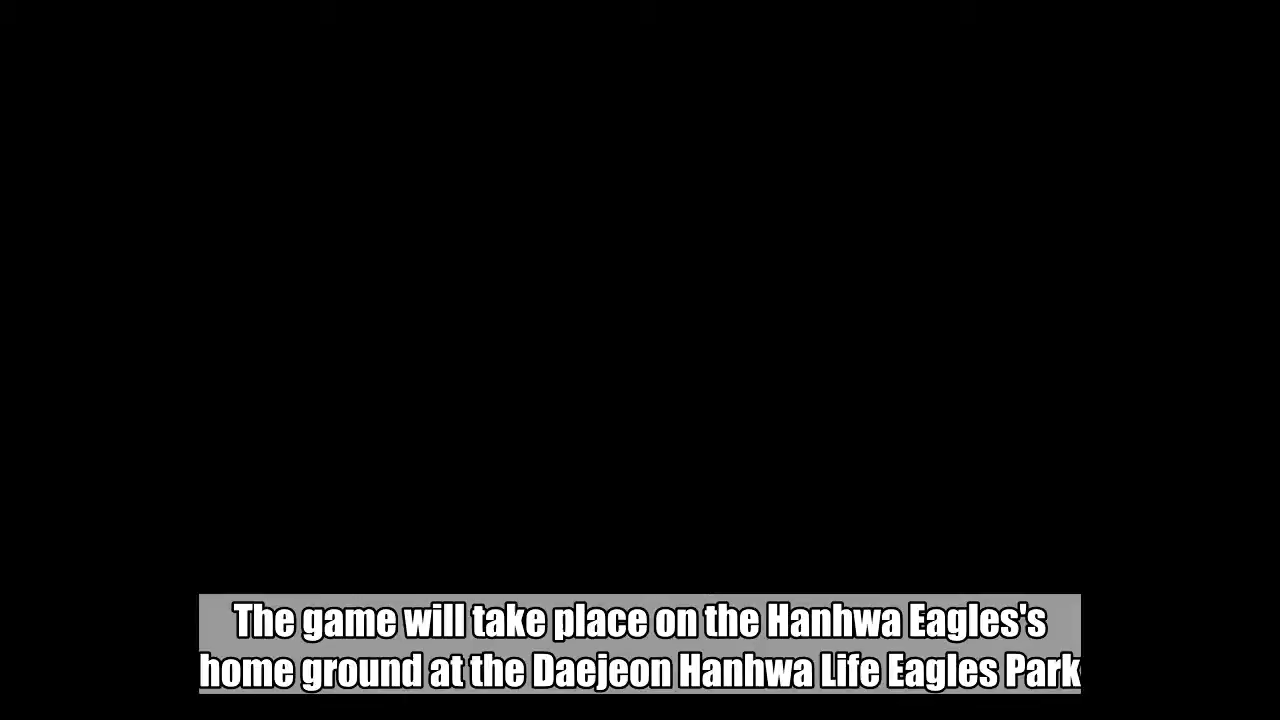 The game will take place on the Hanhwa Eagles's
home ground at the Daejeon Hanhwa Life Eagles Park